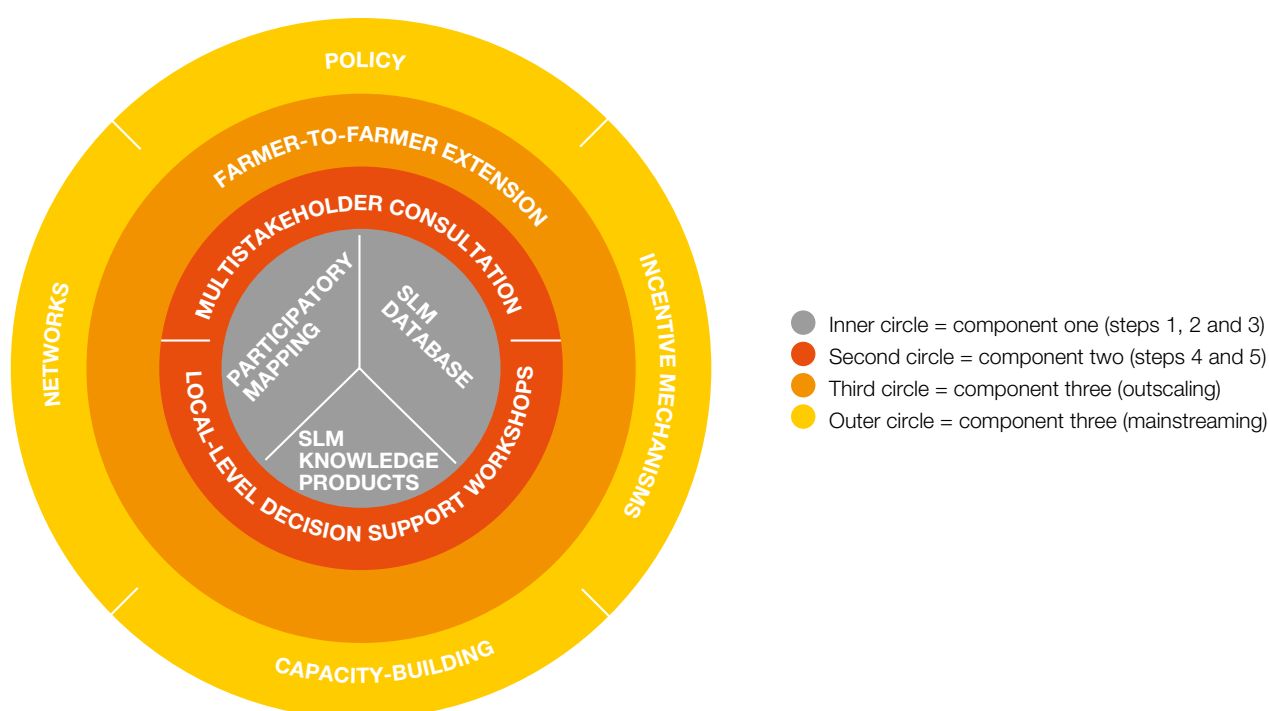 POLICY
FARMER-TO-FARMER EXTENSION
MULTISTAKEHOLDER CONSULTATION
PARTICIPATORY
MAPPING
SLM
DATABASE
SLM
KNOWLEDGE
PRODUCTS
LOCAL-LEVEL DECISION SUPPORT WORKSHOPS
NETWORKS
INCENTIVE MECHANISMS
CAPACITY-BUILDING
Inner circle = component one (steps 1, 2 and 3)
Second circle = component two (steps 4 and 5)
Third circle = component three (outscaling)
Outer circle = component three (mainstreaming)